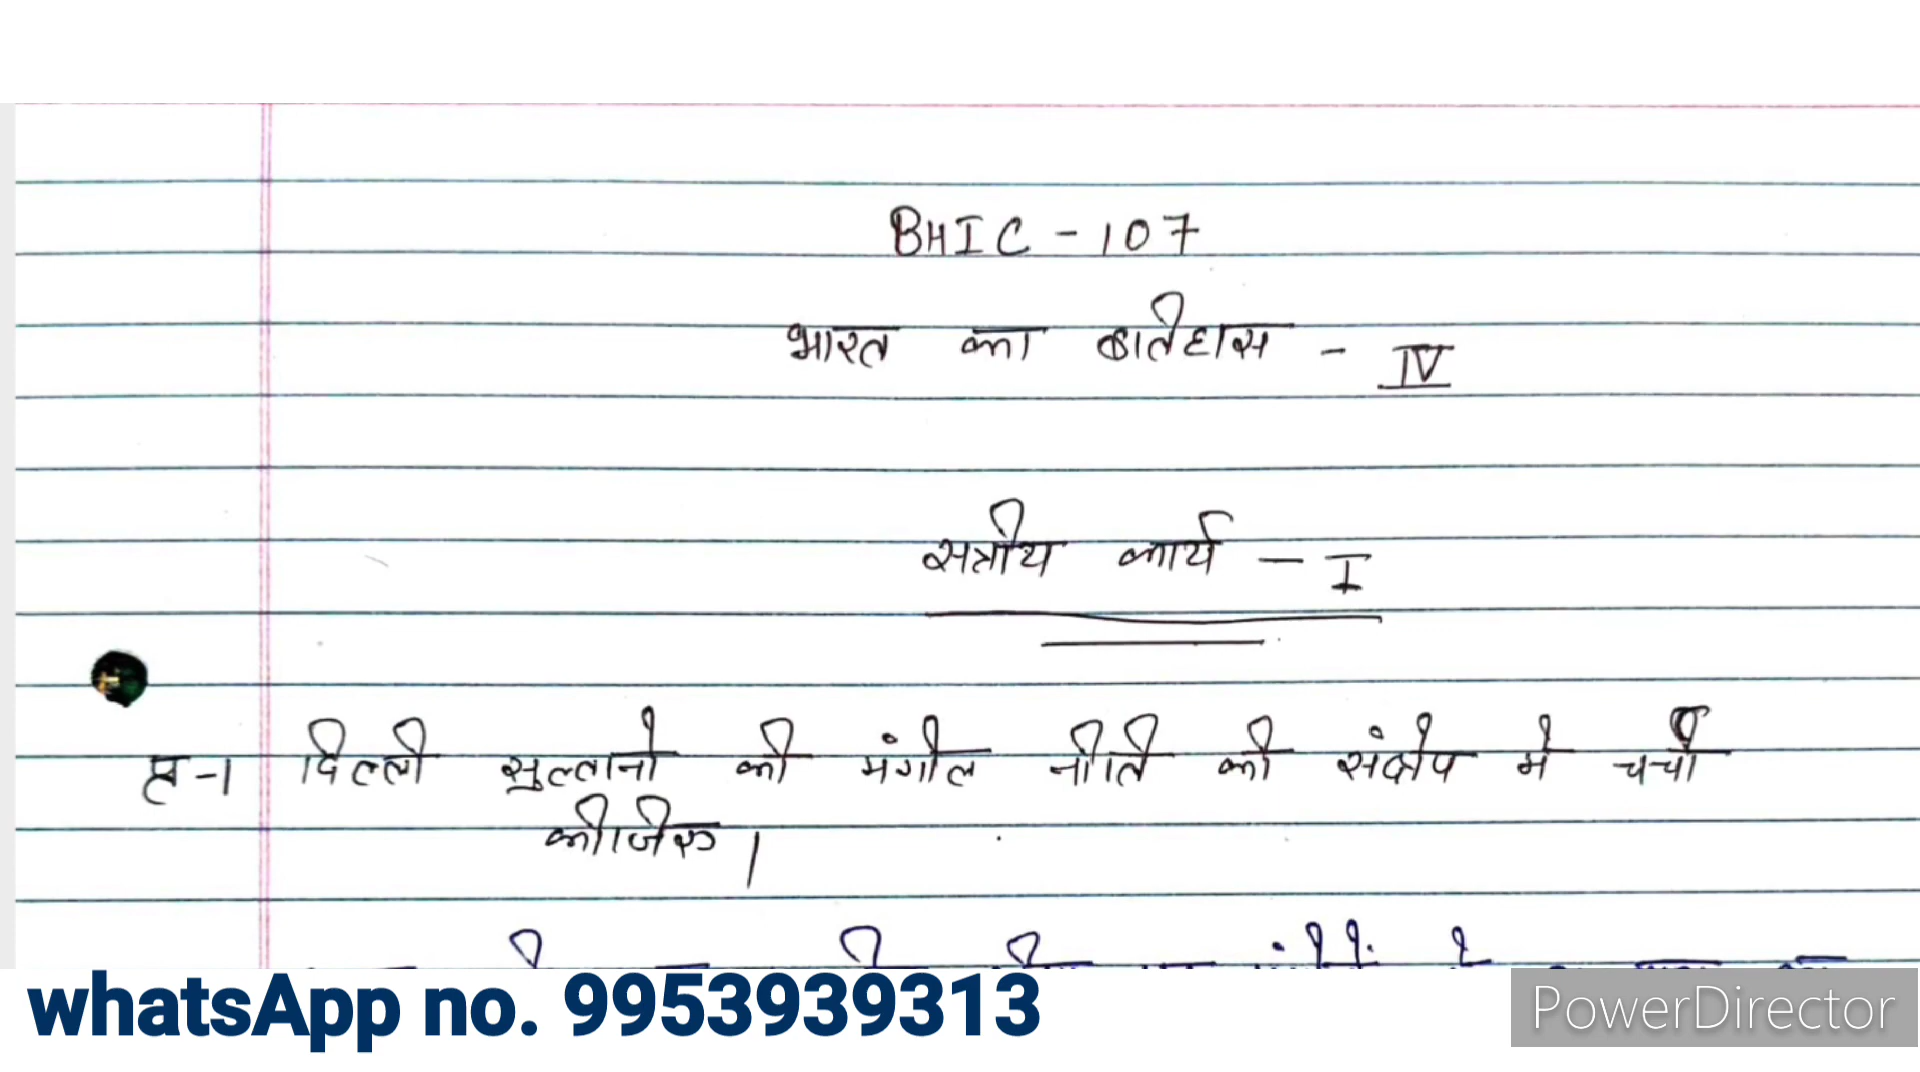 BHIC - 107
भारत का इतिहास - IV
सत्रीय कार्य - I
प्र-1 दिल्ली सुल्तानो की मंगोल नीति की संक्षेप मे चर्चा
कीजिए।
whatsApp no. 9953939313
PowerDirector